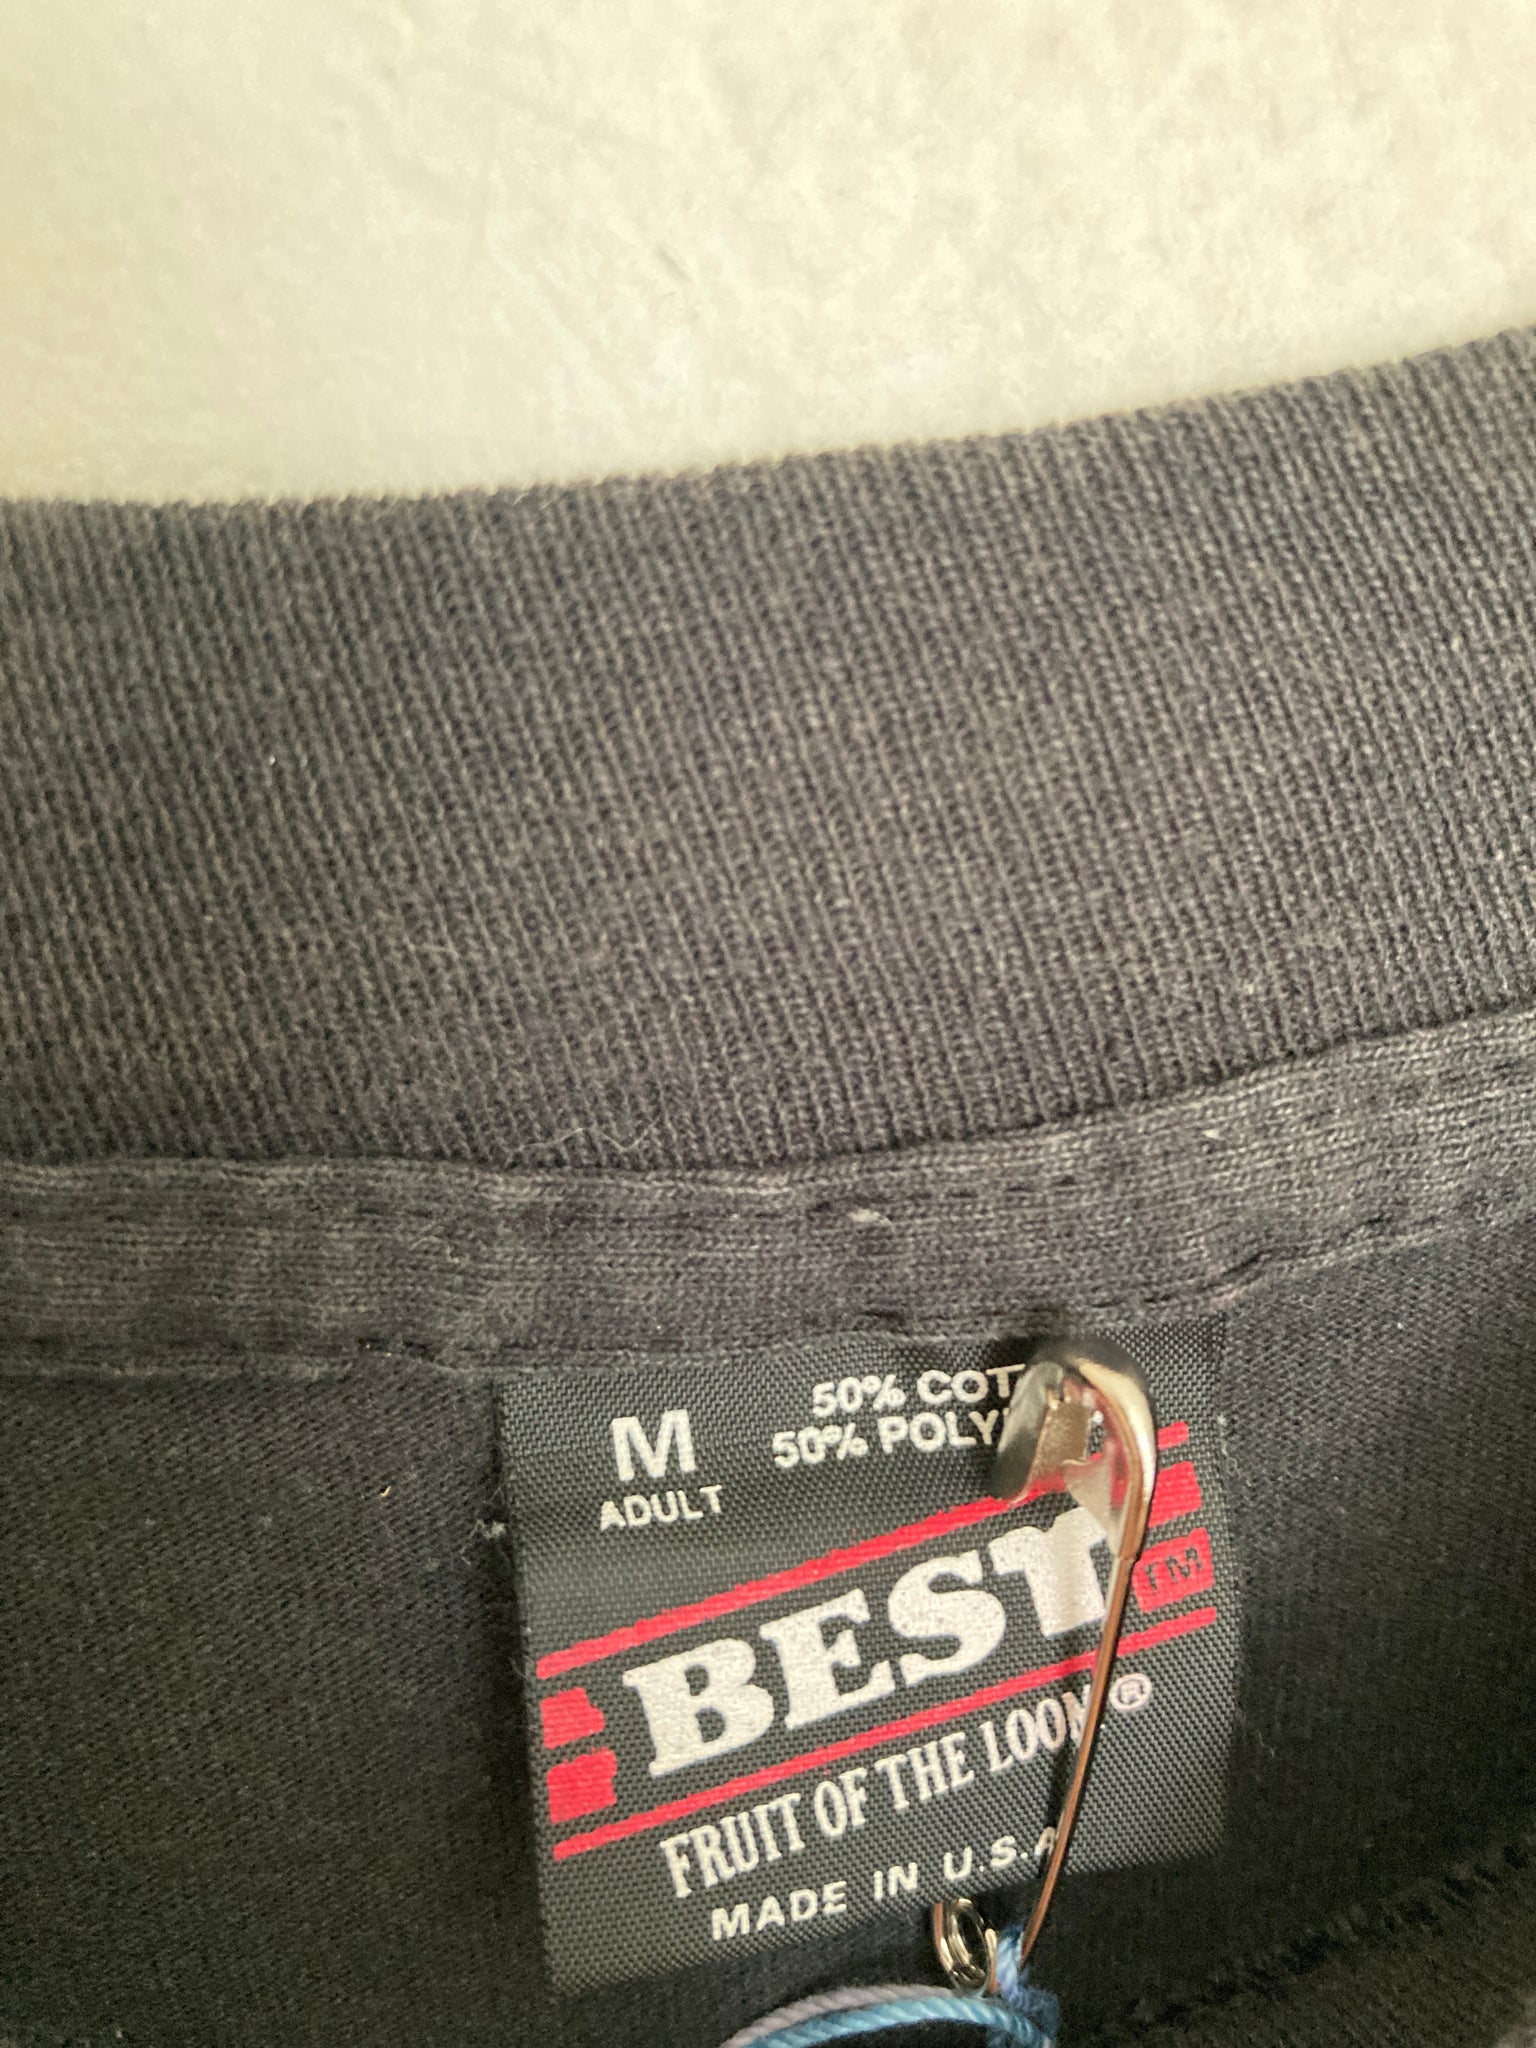 M
ADULT
50% COT
50% POLY
BEST TM
FRUIT OF THE LOOM ®
MADE IN U.S.A